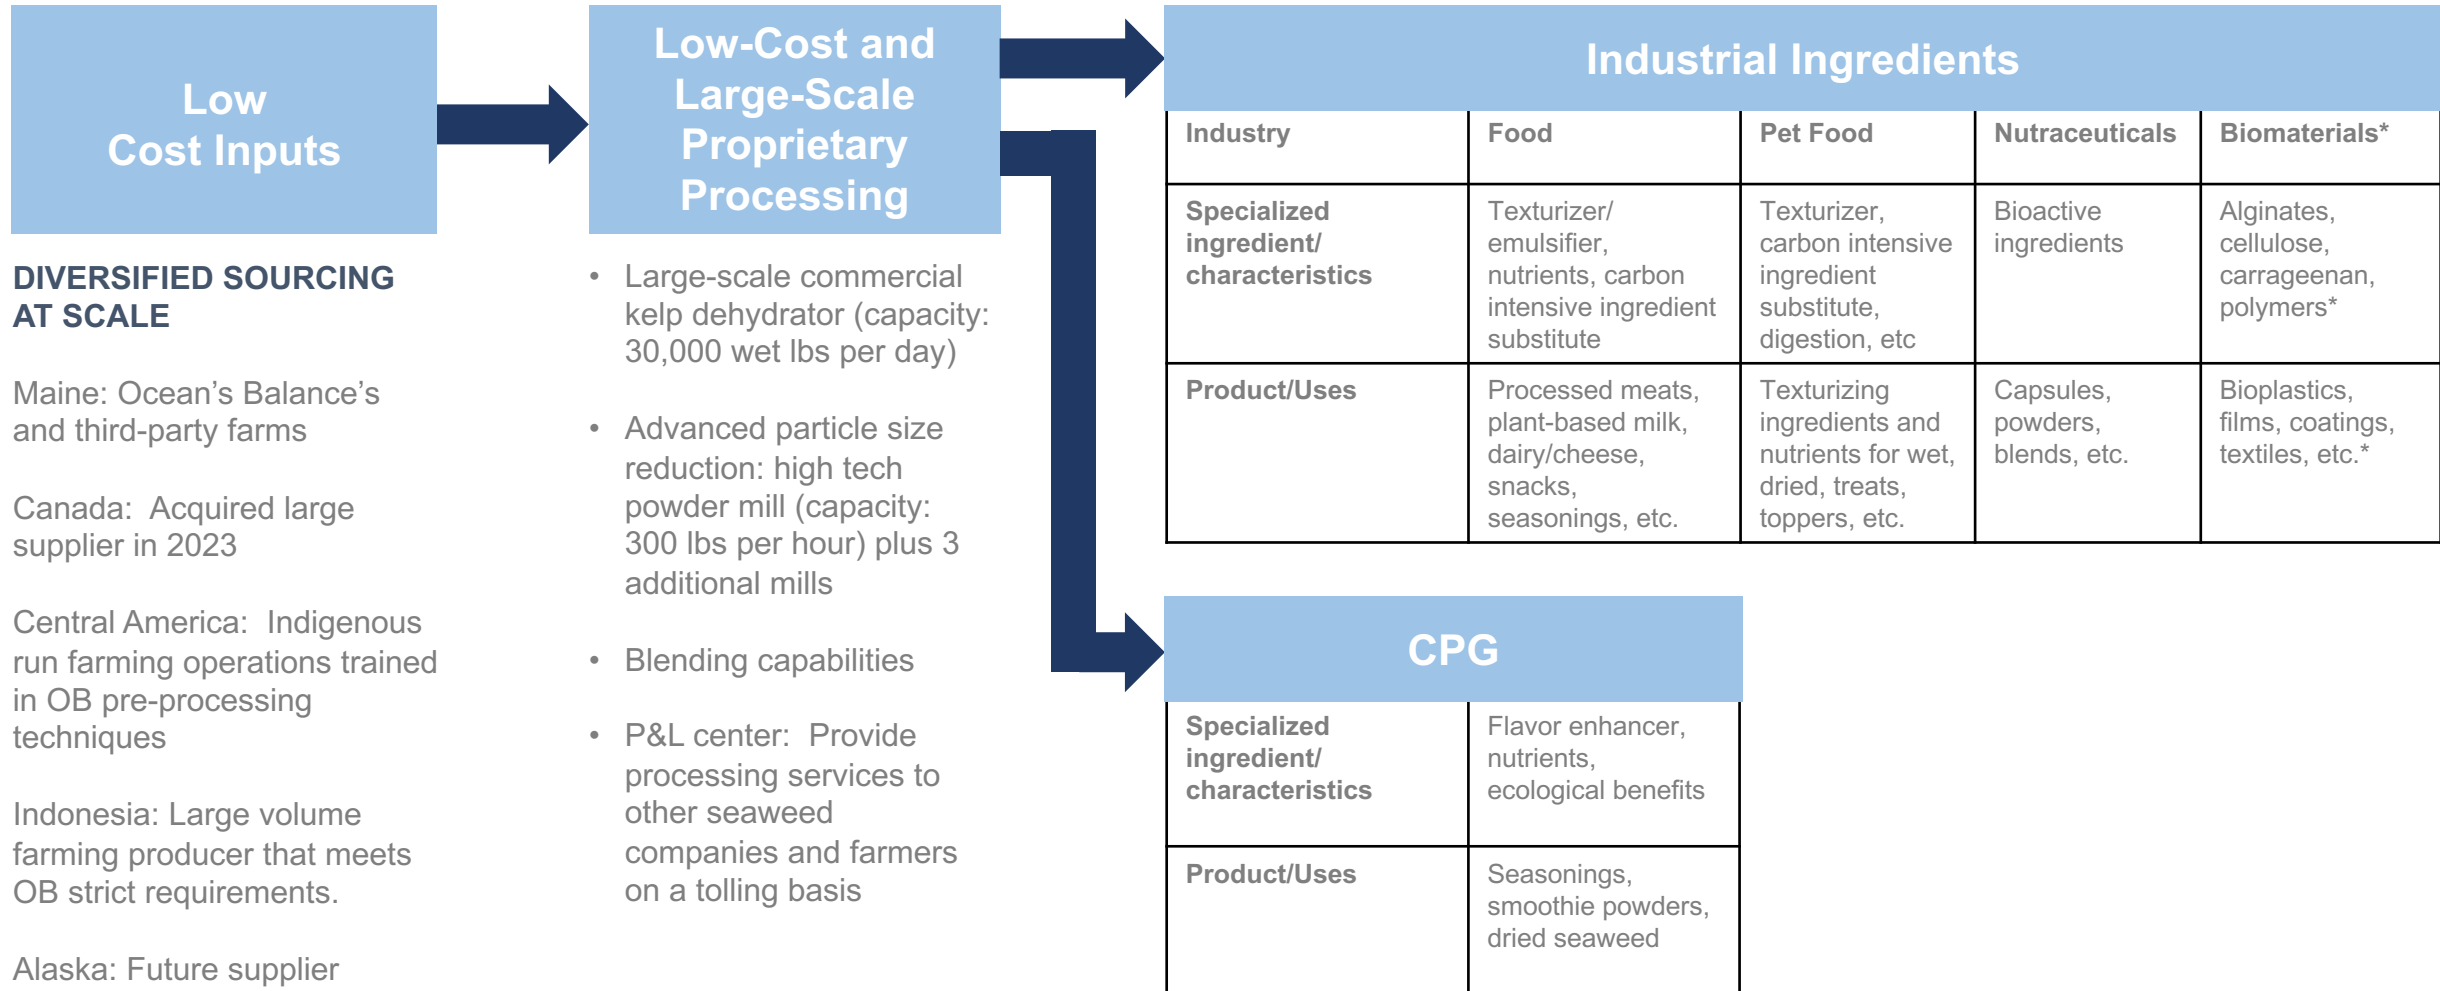 Low
Cost Inputs
DIVERSIFIED SOURCING
AT SCALE
Maine: Ocean’s Balance’s
and third-party farms
Canada:  Acquired large
supplier in 2023
Central America:  Indigenous
run farming operations trained
in OB pre-processing
techniques
Indonesia: Large volume
farming producer that meets
OB strict requirements.
Alaska: Future supplier
Low-Cost and
Large-Scale
Proprietary
Processing
• Large-scale commercial
kelp dehydrator (capacity:
30,000 wet lbs per day)
• Advanced particle size
reduction: high tech
powder mill (capacity:
300 lbs per hour) plus 3
additional mills
• Blending capabilities
• P&L center:  Provide
processing services to
other seaweed
companies and farmers
on a tolling basis
Industrial Ingredients
Industry
Food
Pet Food
Nutraceuticals
Biomaterials*
Specialized
ingredient/
characteristics
Texturizer/
emulsifier,
nutrients, carbon
intensive ingredient
substitute
Texturizer,
carbon intensive
ingredient
substitute,
digestion, etc
Bioactive
ingredients
Alginates,
cellulose,
carrageenan,
polymers*
Product/Uses
Processed meats,
plant-based milk,
dairy/cheese,
snacks,
seasonings, etc.
Texturizing
ingredients and
nutrients for wet,
dried, treats,
toppers, etc.
Capsules,
powders,
blends, etc.
Bioplastics,
films, coatings,
textiles, etc.*
CPG
Specialized
ingredient/
characteristics
Flavor enhancer,
nutrients,
ecological benefits
Product/Uses
Seasonings,
smoothie powders,
dried seaweed